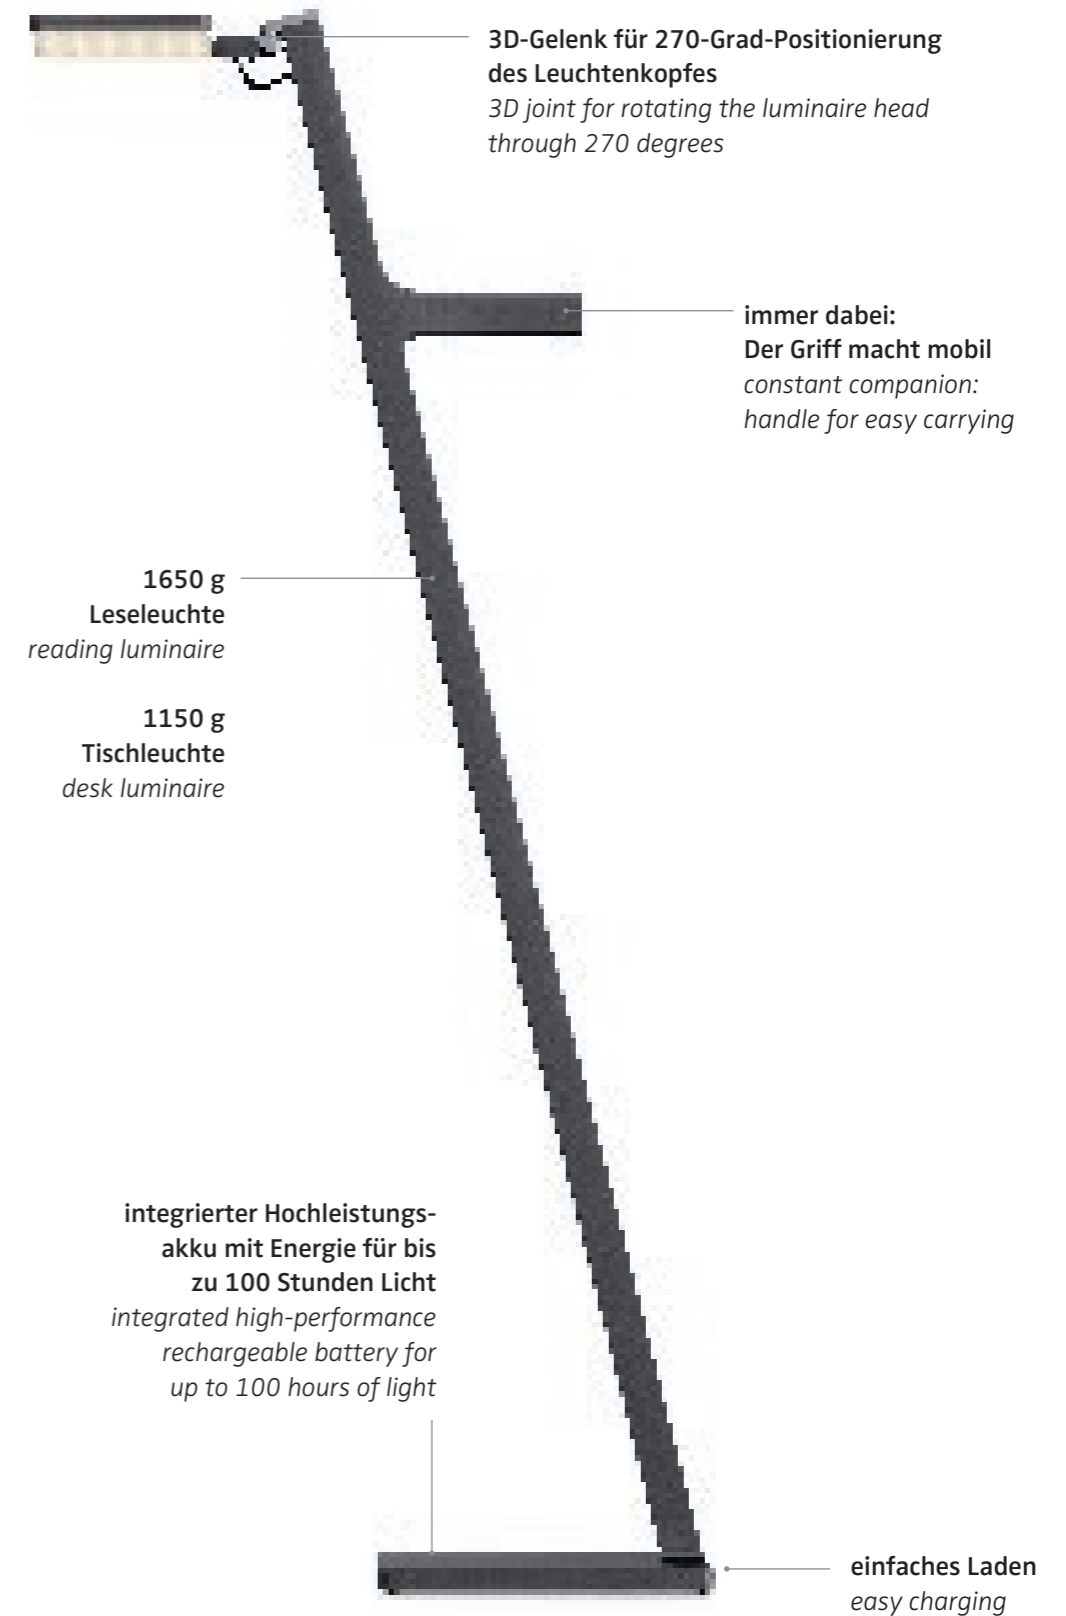 3D-Gelenk für 270-Grad-Positionierung
des Leuchtenkopfes
3D joint for rotating the luminaire head
through 270 degrees
immer dabei:
Der Griff macht mobil
constant companion:
handle for easy carrying
1650 g
Leseleuchte
reading luminaire
1150 g
Tischleuchte
desk luminaire
integrierter Hochleistungs-
akku mit Energie für bis
zu 100 Stunden Licht
integrated high-performance
rechargeable battery for
up to 100 hours of light
einfaches Laden
easy charging